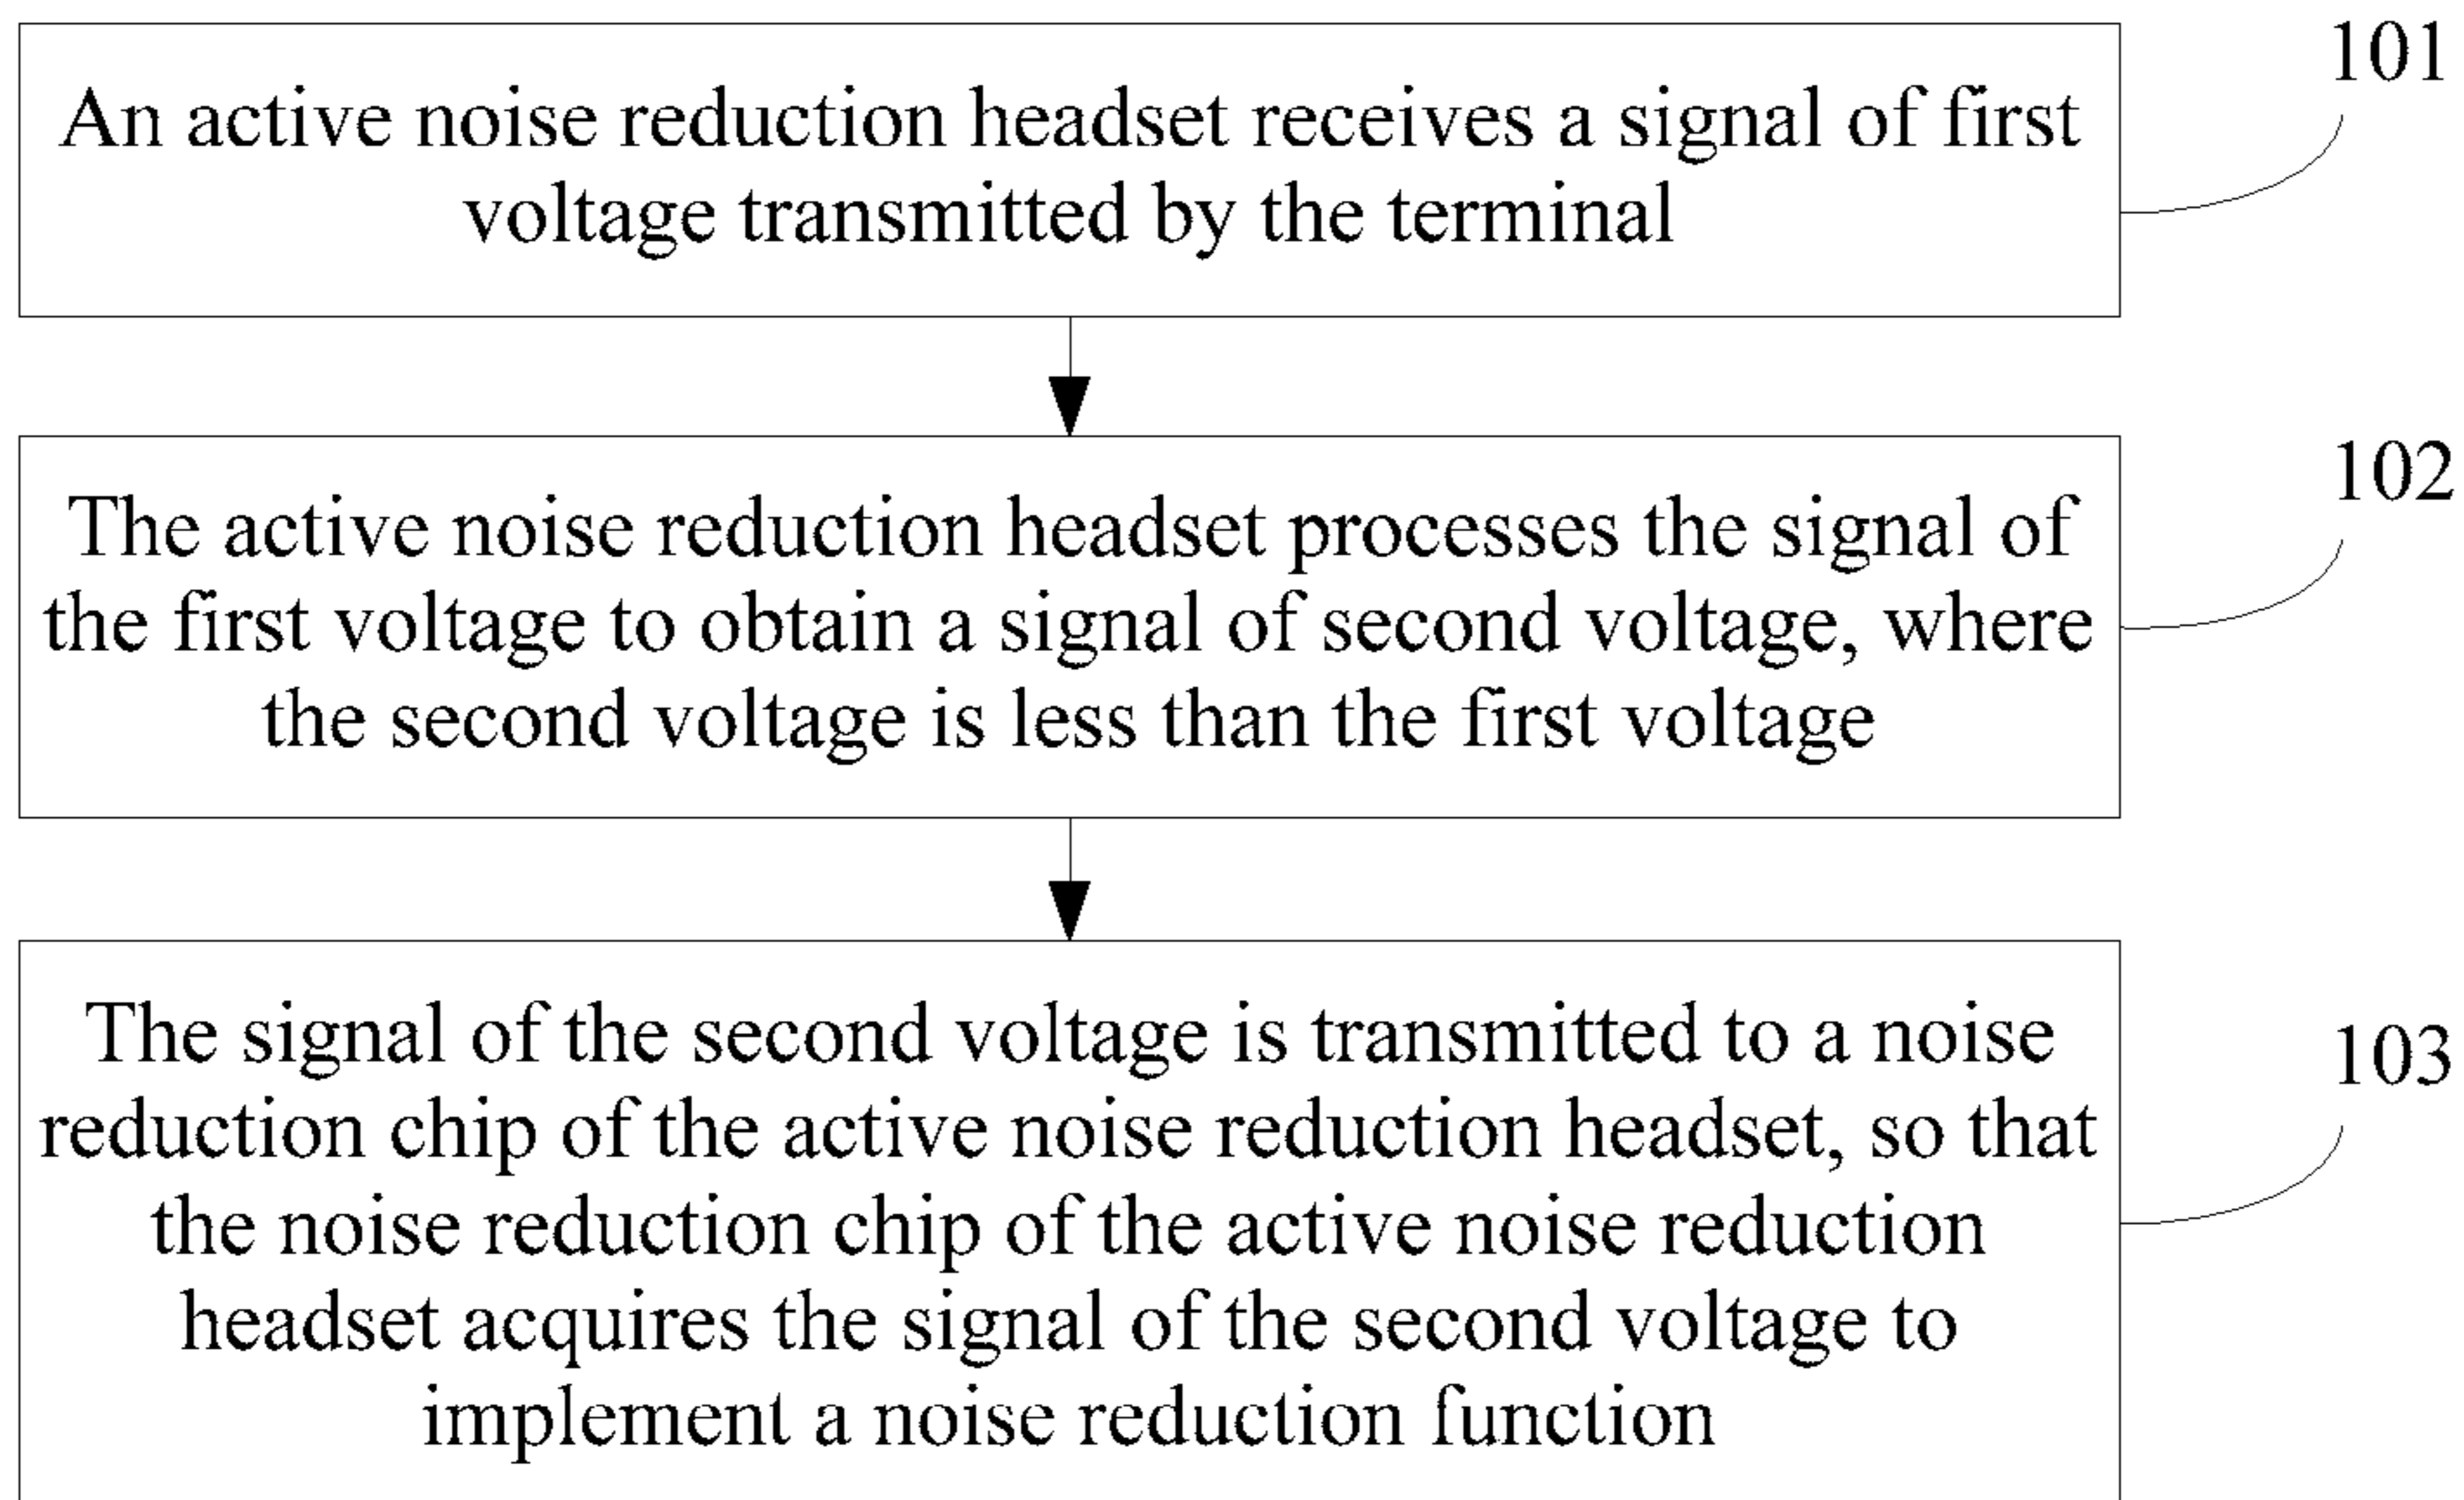 An active noise reduction headset receives a signal of first
voltage transmitted by the terminal
101
The active noise reduction headset processes the signal of
the first voltage to obtain a signal of second voltage, where
the second voltage is less than the first voltage
102
The signal of the second voltage is transmitted to a noise
reduction chip of the active noise reduction headset, so that
the noise reduction chip of the active noise reduction
headset acquires the signal of the second voltage to
implement a noise reduction function
103